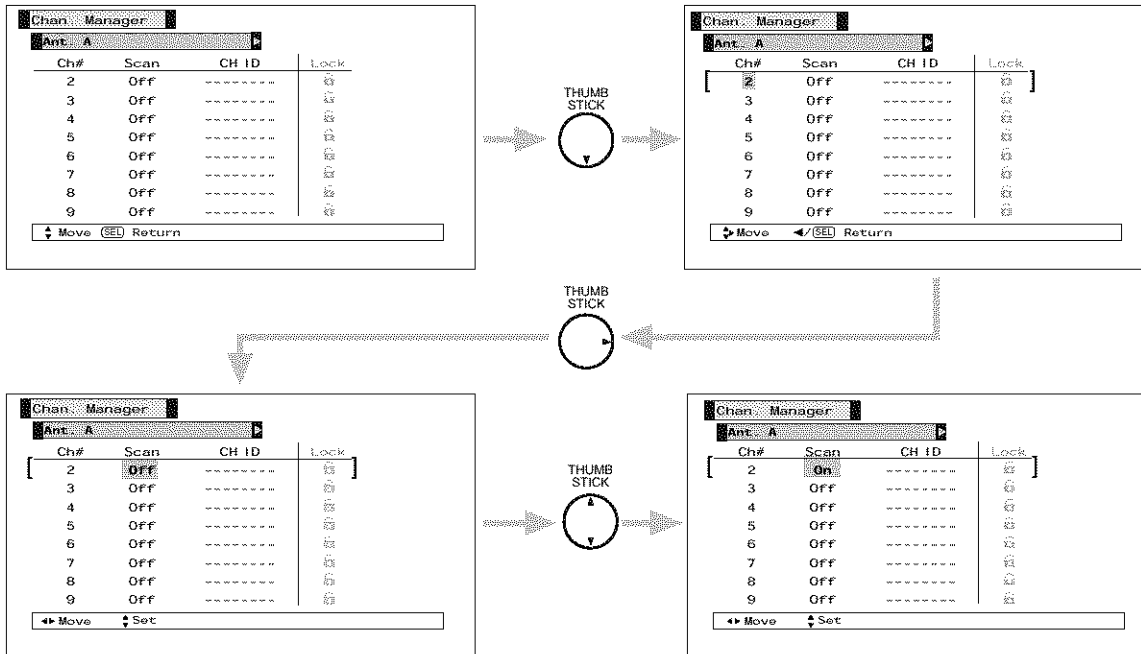 Chan. Manager
Ant. A
Ch# Scan CH ID Lock
2 Off --------
3 Off --------
4 Off --------
5 Off --------
6 Off --------
7 Off --------
8 Off --------
9 Off --------
Move SEL Return
THUMB
STICK
Chan. Manager
Ant. A
Ch# Scan CH ID Lock
2 Off --------
3 Off --------
4 Off --------
5 Off --------
6 Off --------
7 Off --------
8 Off --------
9 Off --------
Move ◄/SEL Return
THUMB
STICK
Chan. Manager
Ant. A
Ch# Scan CH ID Lock
2 Off --------
3 Off --------
4 Off --------
5 Off --------
6 Off --------
7 Off --------
8 Off --------
9 Off --------
Move Set
THUMB
STICK
Chan. Manager
Ant. A
Ch# Scan CH ID Lock
2 On --------
3 Off --------
4 Off --------
5 Off --------
6 Off --------
7 Off --------
8 Off --------
9 Off --------
Move Set